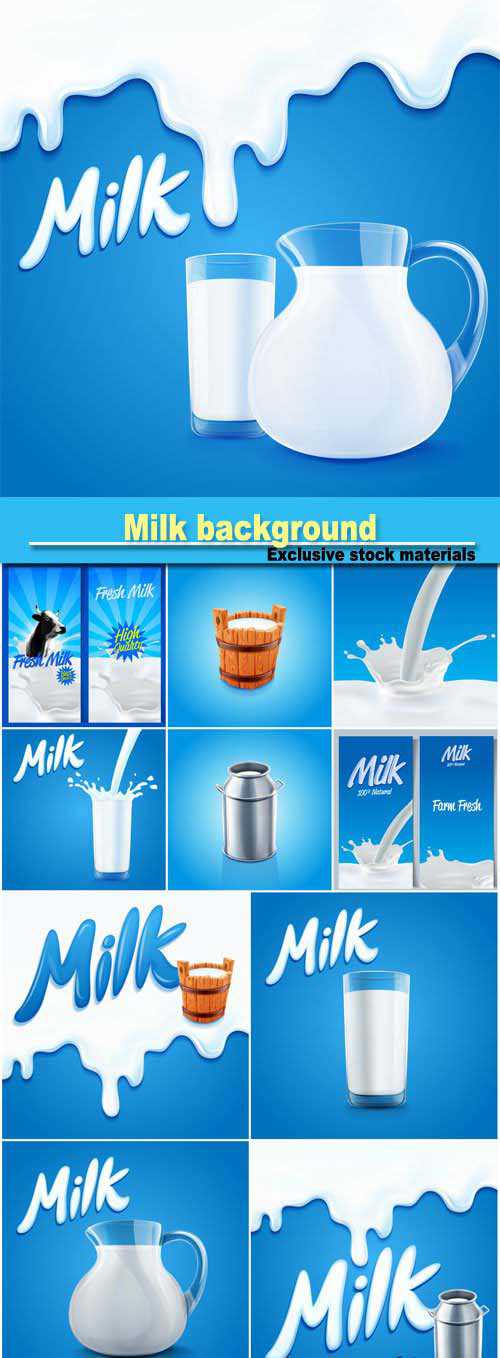 Milk
Milk background
Exclusive stock materials
Fresh Milk
Fresh Milk
High
Quality
Milk
Milk
100% Natural
Milk
Farm Fresh
Milk
Milk
Milk
Milk